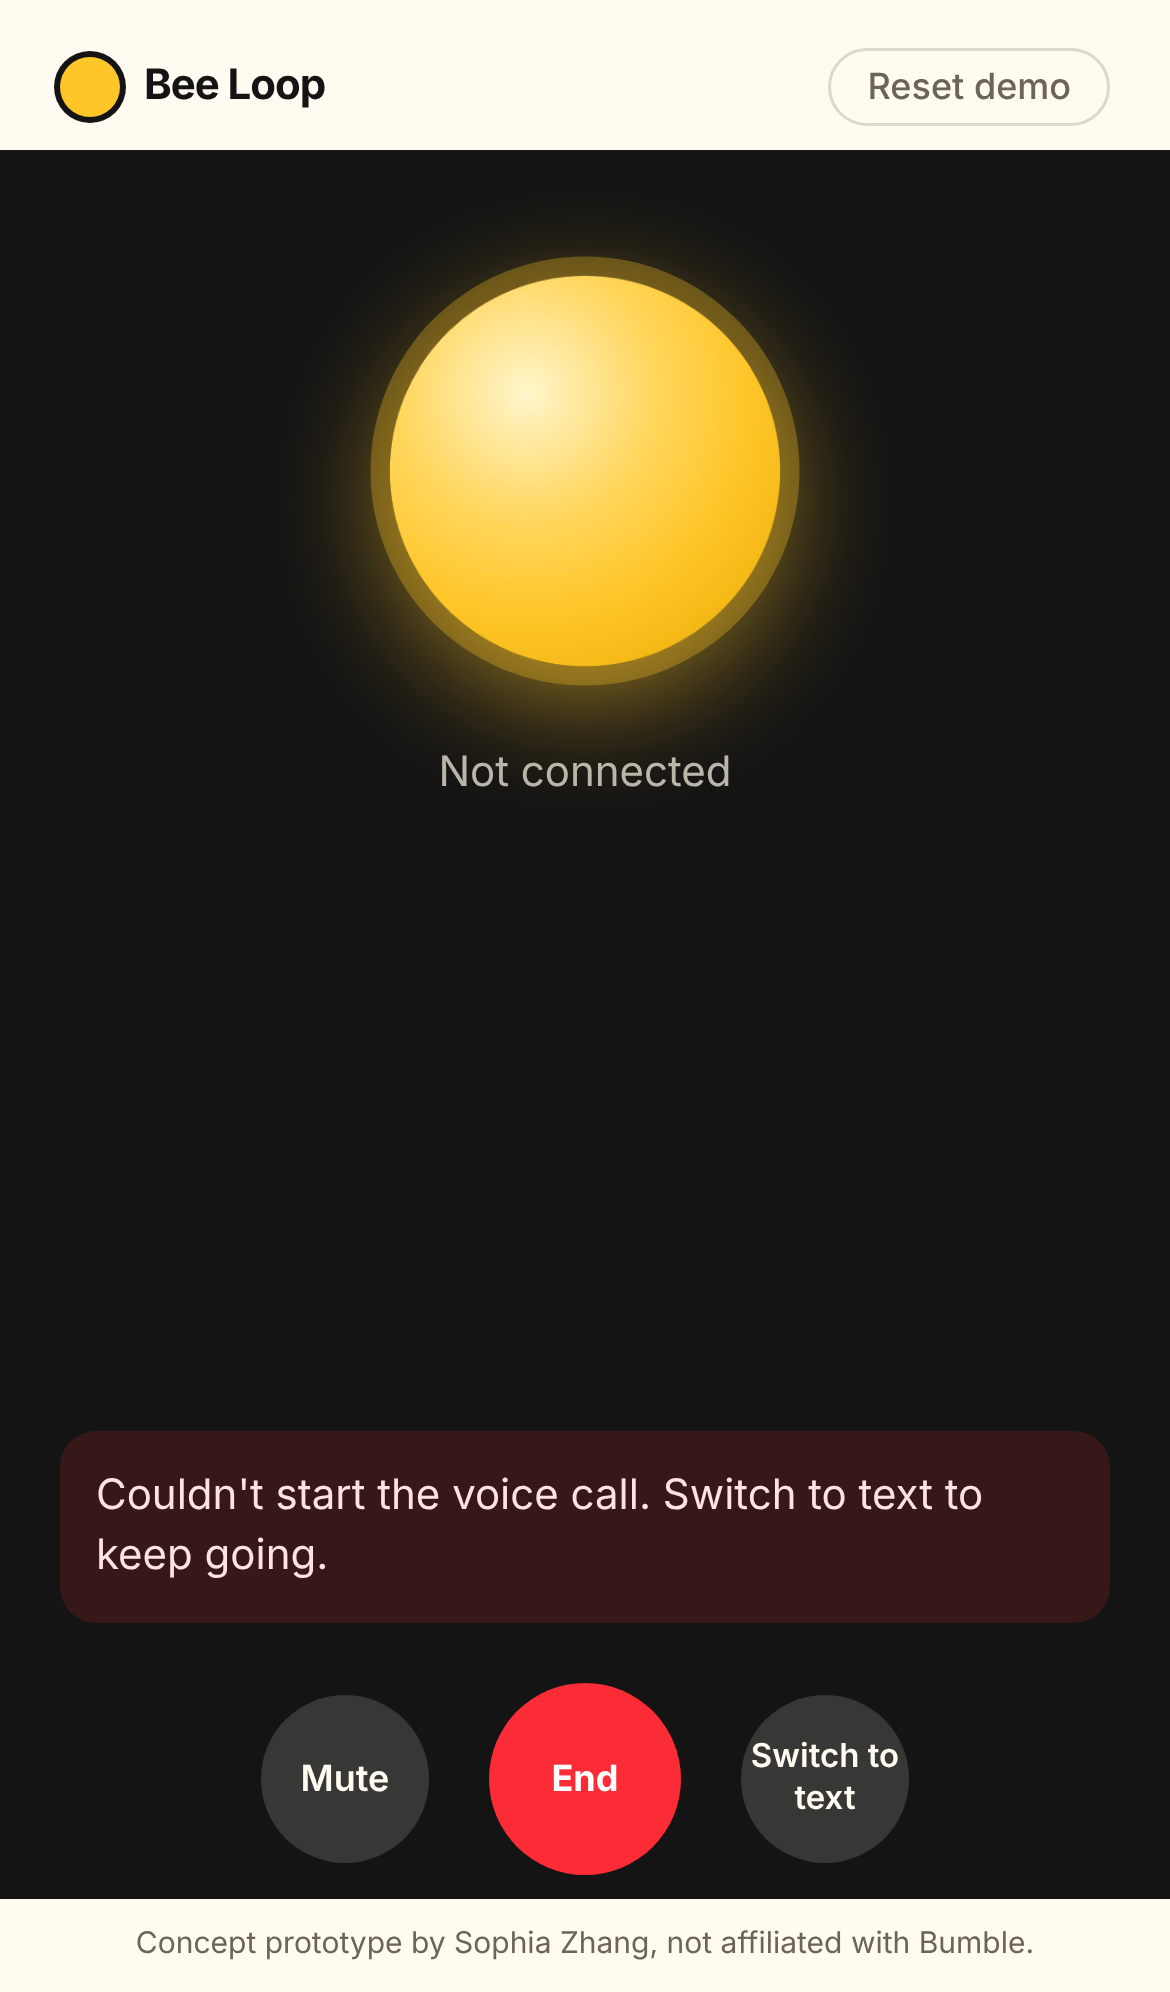 Bee Loop
Reset demo
Not connected
Couldn't start the voice call. Switch to text to
keep going.
Mute
End
Switch to
text
Concept prototype by Sophia Zhang, not affiliated with Bumble.